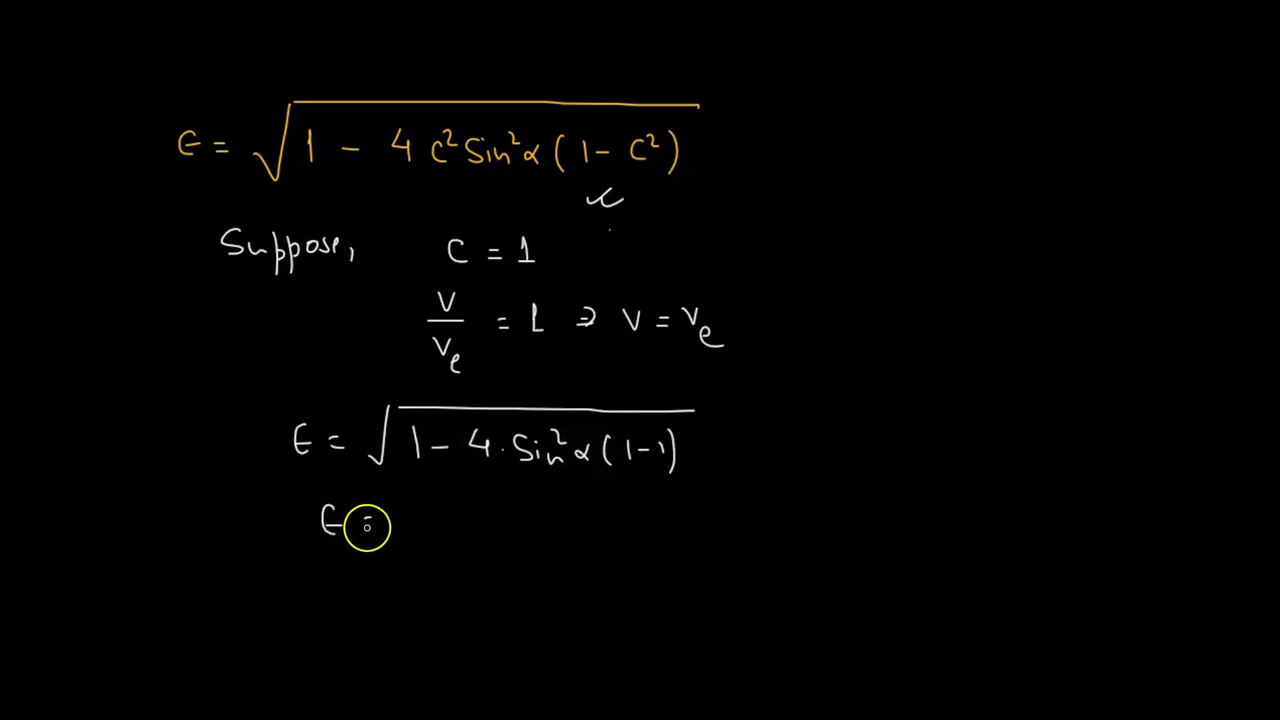 ϵ = √(1 - 4 c² Sin²α (1 - c²))
Suppose, c = 1
v/vₑ = 1 ⇒ v = vₑ
ϵ = √(1 - 4 · Sin²α (1 - 1))
ϵ =